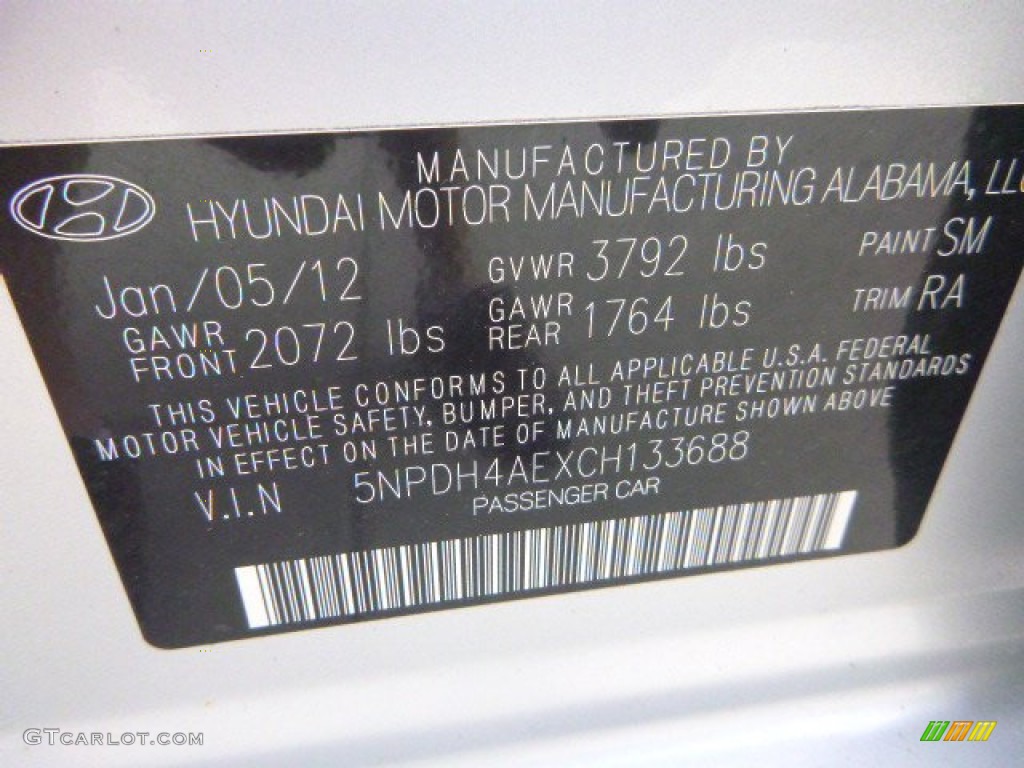 MANUFACTURED BY
HYUNDAI MOTOR MANUFACTURING ALABAMA, LLC
Jan/05/12 GVWR 3792 lbs PAINT SM
GAWR FRONT 2072 lbs GAWR REAR 1764 lbs TRIM RA
THIS VEHICLE CONFORMS TO ALL APPLICABLE U.S.A. FEDERAL
MOTOR VEHICLE SAFETY, BUMPER, AND THEFT PREVENTION STANDARDS
IN EFFECT ON THE DATE OF MANUFACTURE SHOWN ABOVE
V.I.N 5NPDH4AEXCH133688
PASSENGER CAR
GTCARLOT.COM